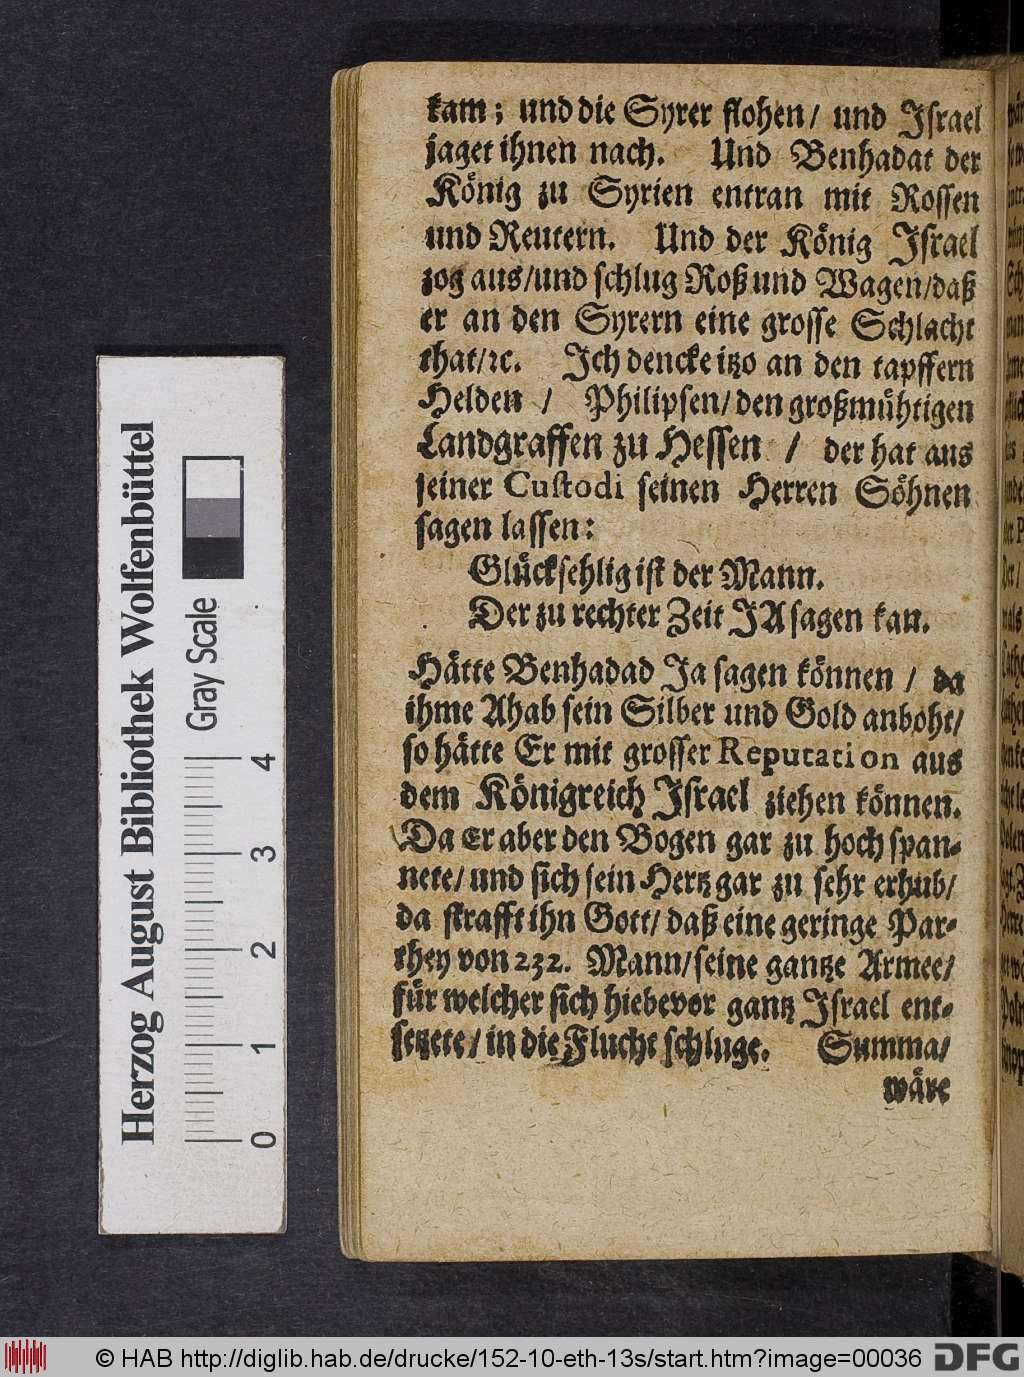 kam; und die Syrer flohen/ und Israel
jaget ihnen nach. Und Benhadat der
König zu Syrien entran mit Rossen
und Reutern. Und der König Israel
zog aus/und schlug Roß und Wagen/daß
er an den Syrern eine grosse Schlacht
that/ꝛc. Ich dencke itzo an den tapffern
Helden / Philipsen/ den großmühtigen
Landgraffen zu Hessen / der hat aus
seiner Custodi seinen Herren Söhnen
sagen lassen:
Glücksehlig ist der Mann.
Der zu rechter Zeit JA sagen kan.
Hätte Benhadad Ja sagen können / da
ihme Ahab sein Silber und Gold anboht/
so hätte Er mit grosser Reputation aus
dem Königreich Israel ziehen können.
Da Er aber den Bogen gar zu hoch span-
nete/ und sich sein Hertz gar zu sehr erhub/
da strafft ihn Gott/ daß eine geringe Par-
they von 232. Mann/ seine gantze Armee/
für welcher sich hiebevor gantz Israel ent-
setzete/ in die Flucht schluge. Summa/
wäre
Herzog August Bibliothek Wolfenbüttel
Gray Scale
0 1 2 3 4
© HAB http://diglib.hab.de/drucke/152-10-eth-13s/start.htm?image=00036
DFG